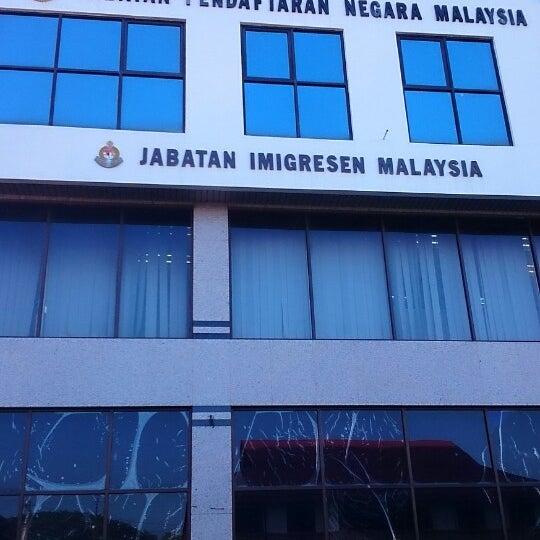 PENDAFTARAN NEGARA MALAYSIA
JABATAN IMIGRESEN MALAYSIA